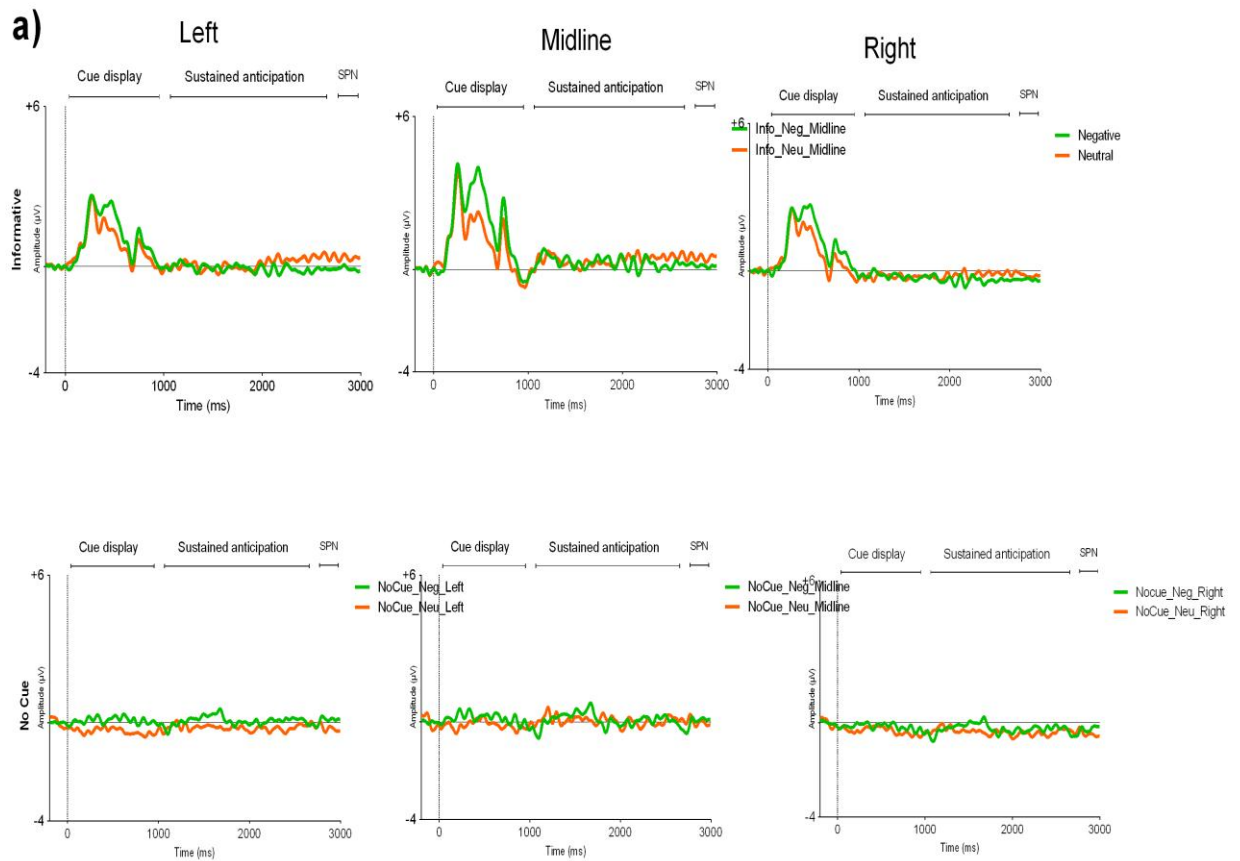 a)
Left
Midline
Right
Cue display Sustained anticipation SPN
Cue display Sustained anticipation SPN
Cue display Sustained anticipation SPN
+6
+6
+6
Info_Neg_Midline
Info_Neu_Midline
Negative
Neutral
Informative
Amplitude (µV)
Amplitude (µV)
Amplitude (µV)
-4
-4
-4
0 1000 2000 3000
0 1000 2000 3000
0 1000 2000 3000
Time (ms)
Time (ms)
Time (ms)
Cue display Sustained anticipation SPN
Cue display Sustained anticipation SPN
Cue display Sustained anticipation SPN
+6
+6
+6
NoCue_Neg_Left
NoCue_Neu_Left
NoCue_Neg_Midline
NoCue_Neu_Midline
Nocue_Neg_Right
NoCue_Neu_Right
No Cue
Amplitude (µV)
Amplitude (µV)
Amplitude (µV)
-4
-4
-4
0 1000 2000 3000
0 1000 2000 3000
0 1000 2000 3000
Time (ms)
Time (ms)
Time (ms)